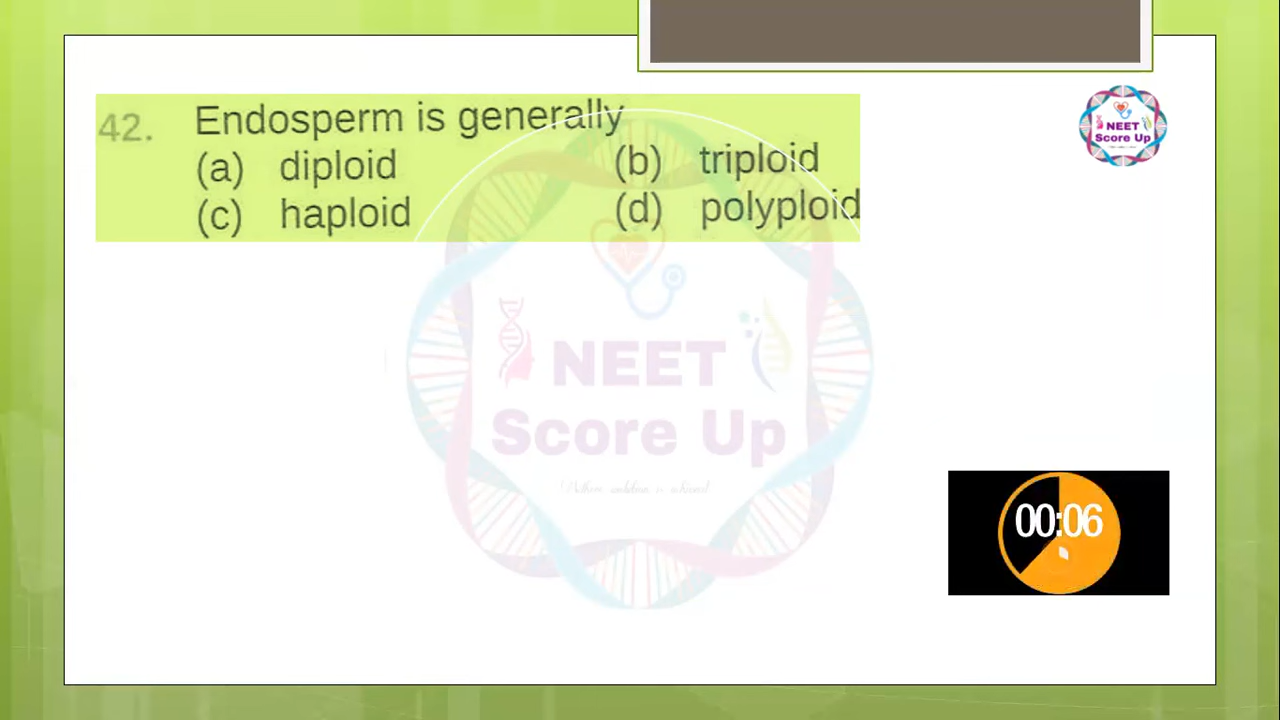 42. Endosperm is generally
(a) diploid (b) triploid
(c) haploid (d) polyploid
NEET
Score Up
NEET
Score Up
00:06